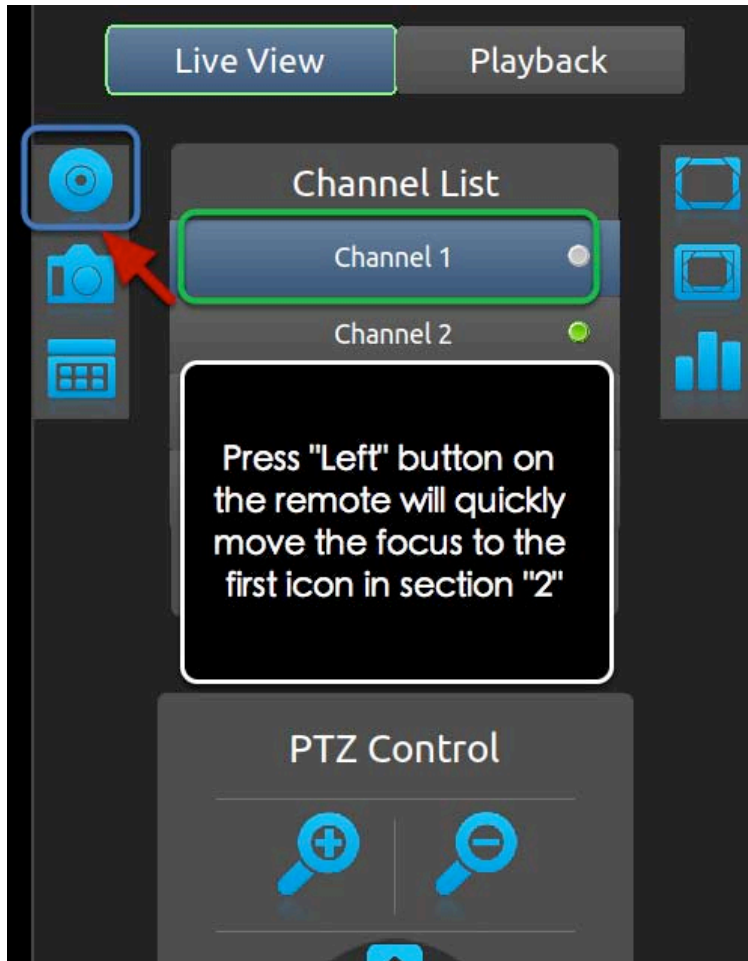 Live View
Playback
Channel List
Channel 1
Channel 2
Press "Left" button on
the remote will quickly
move the focus to the
first icon in section "2"
PTZ Control